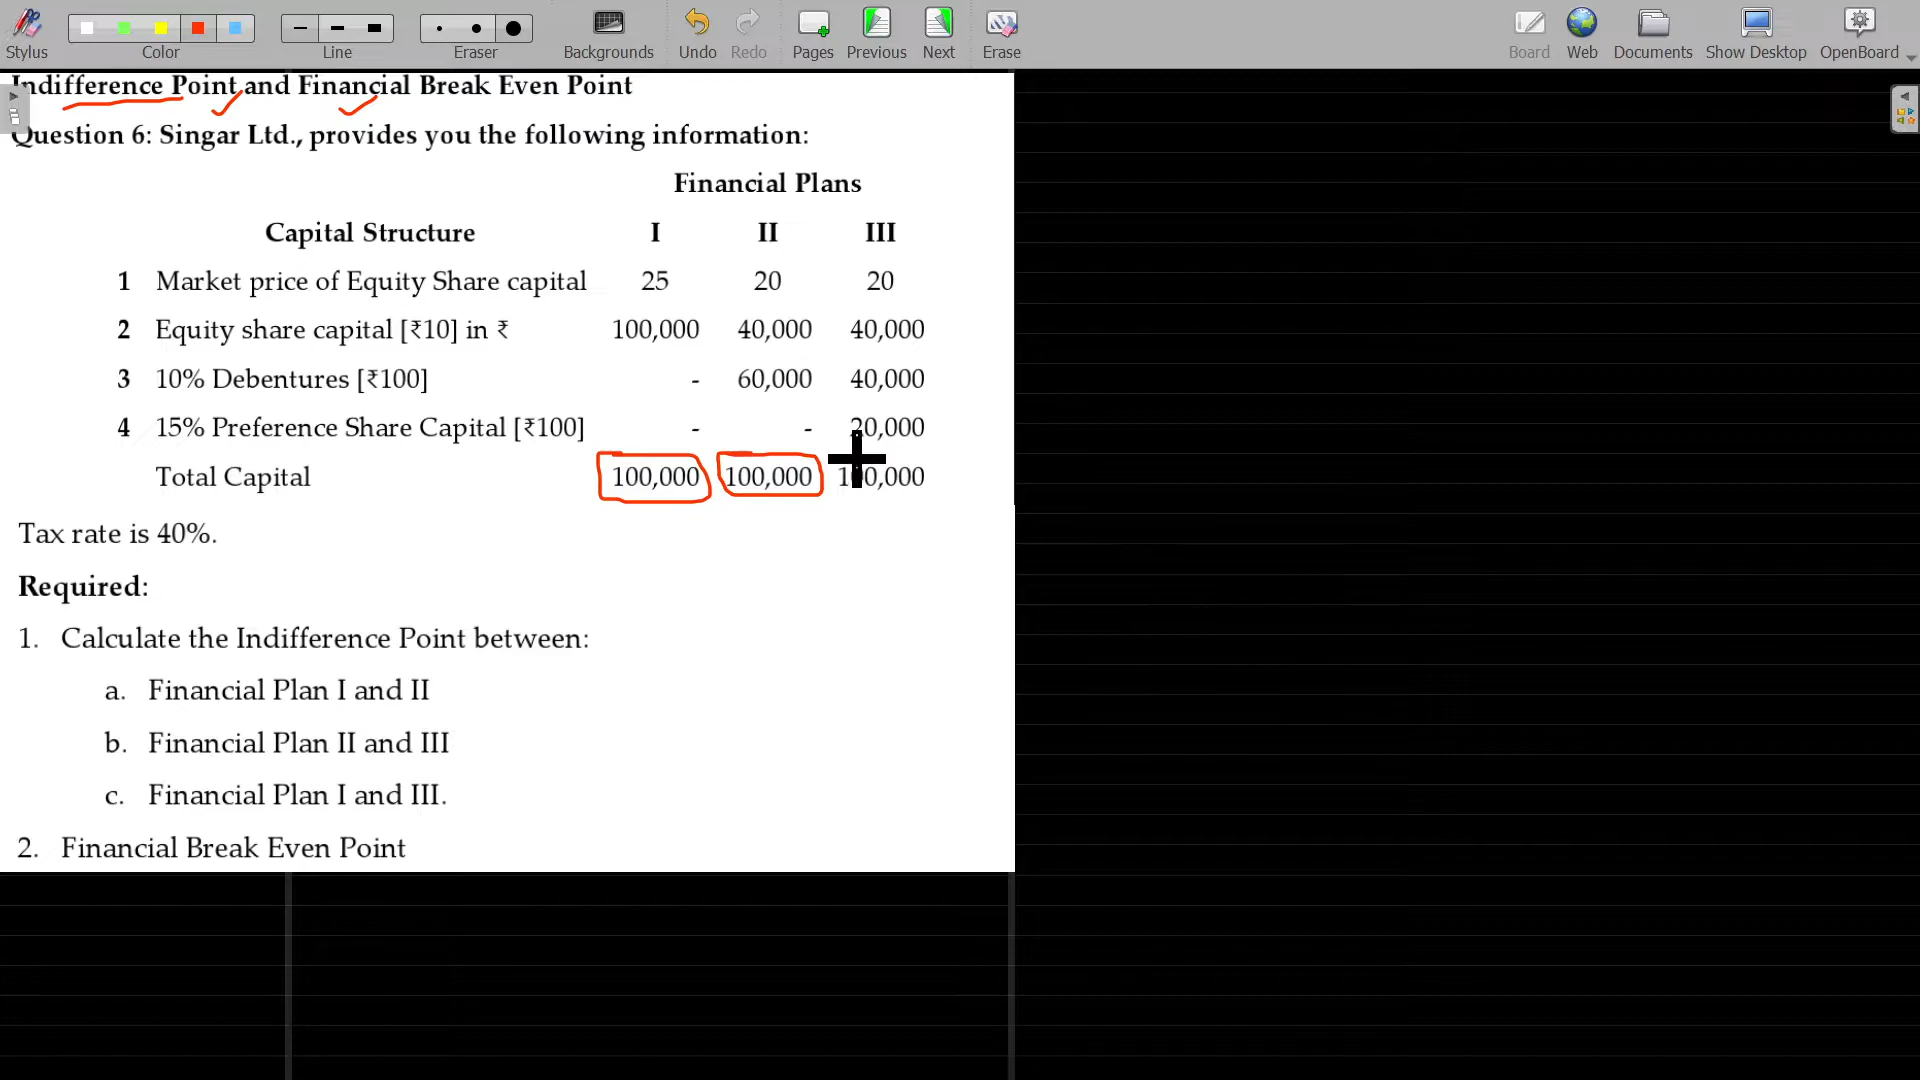 Stylus Color Line Eraser Backgrounds Undo Redo Pages Previous Next Erase Board Web Documents Show Desktop OpenBoard
Indifference Point and Financial Break Even Point
Question 6: Singar Ltd., provides you the following information:
Financial Plans
Capital Structure I II III
1 Market price of Equity Share capital 25 20 20
2 Equity share capital [₹10] in ₹ 100,000 40,000 40,000
3 10% Debentures [₹100] - 60,000 40,000
4 15% Preference Share Capital [₹100] - - 20,000
Total Capital 100,000 100,000 100,000
Tax rate is 40%.
Required:
1. Calculate the Indifference Point between:
a. Financial Plan I and II
b. Financial Plan II and III
c. Financial Plan I and III.
2. Financial Break Even Point